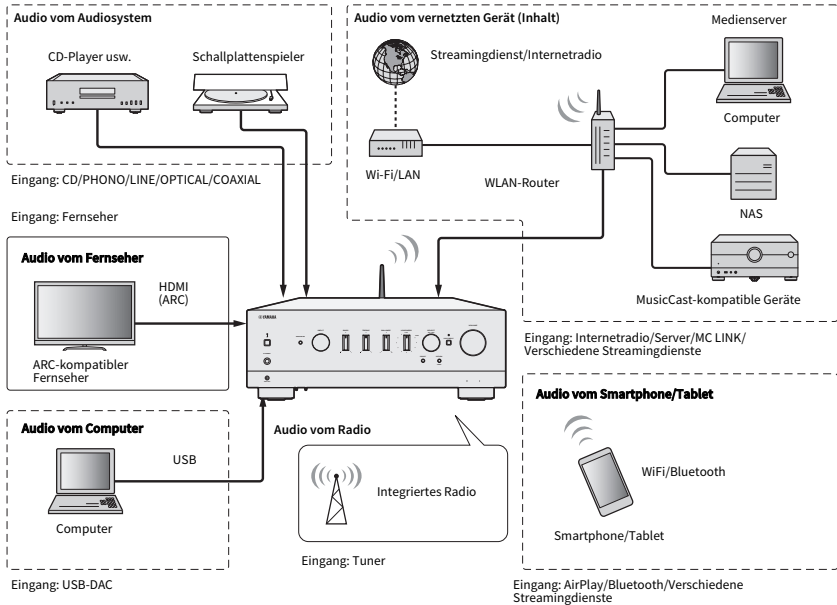 Audio vom Audiosystem
CD-Player usw.
Schallplattenspieler
Eingang: CD/PHONO/LINE/OPTICAL/COAXIAL
Audio vom vernetzten Gerät (Inhalt)
Streamingdienst/Internetradio
Wi-Fi/LAN
WLAN-Router
Medienserver
Computer
NAS
MusicCast-kompatible Geräte
Eingang: Internetradio/Server/MC LINK/
Verschiedene Streamingdienste
Eingang: Fernseher
Audio vom Fernseher
HDMI
(ARC)
ARC-kompatibler
Fernseher
YAMAHA
Audio vom Computer
USB
Computer
Eingang: USB-DAC
Audio vom Radio
Integriertes Radio
Eingang: Tuner
Audio vom Smartphone/Tablet
WiFi/Bluetooth
Smartphone/Tablet
Eingang: AirPlay/Bluetooth/Verschiedene
Streamingdienste